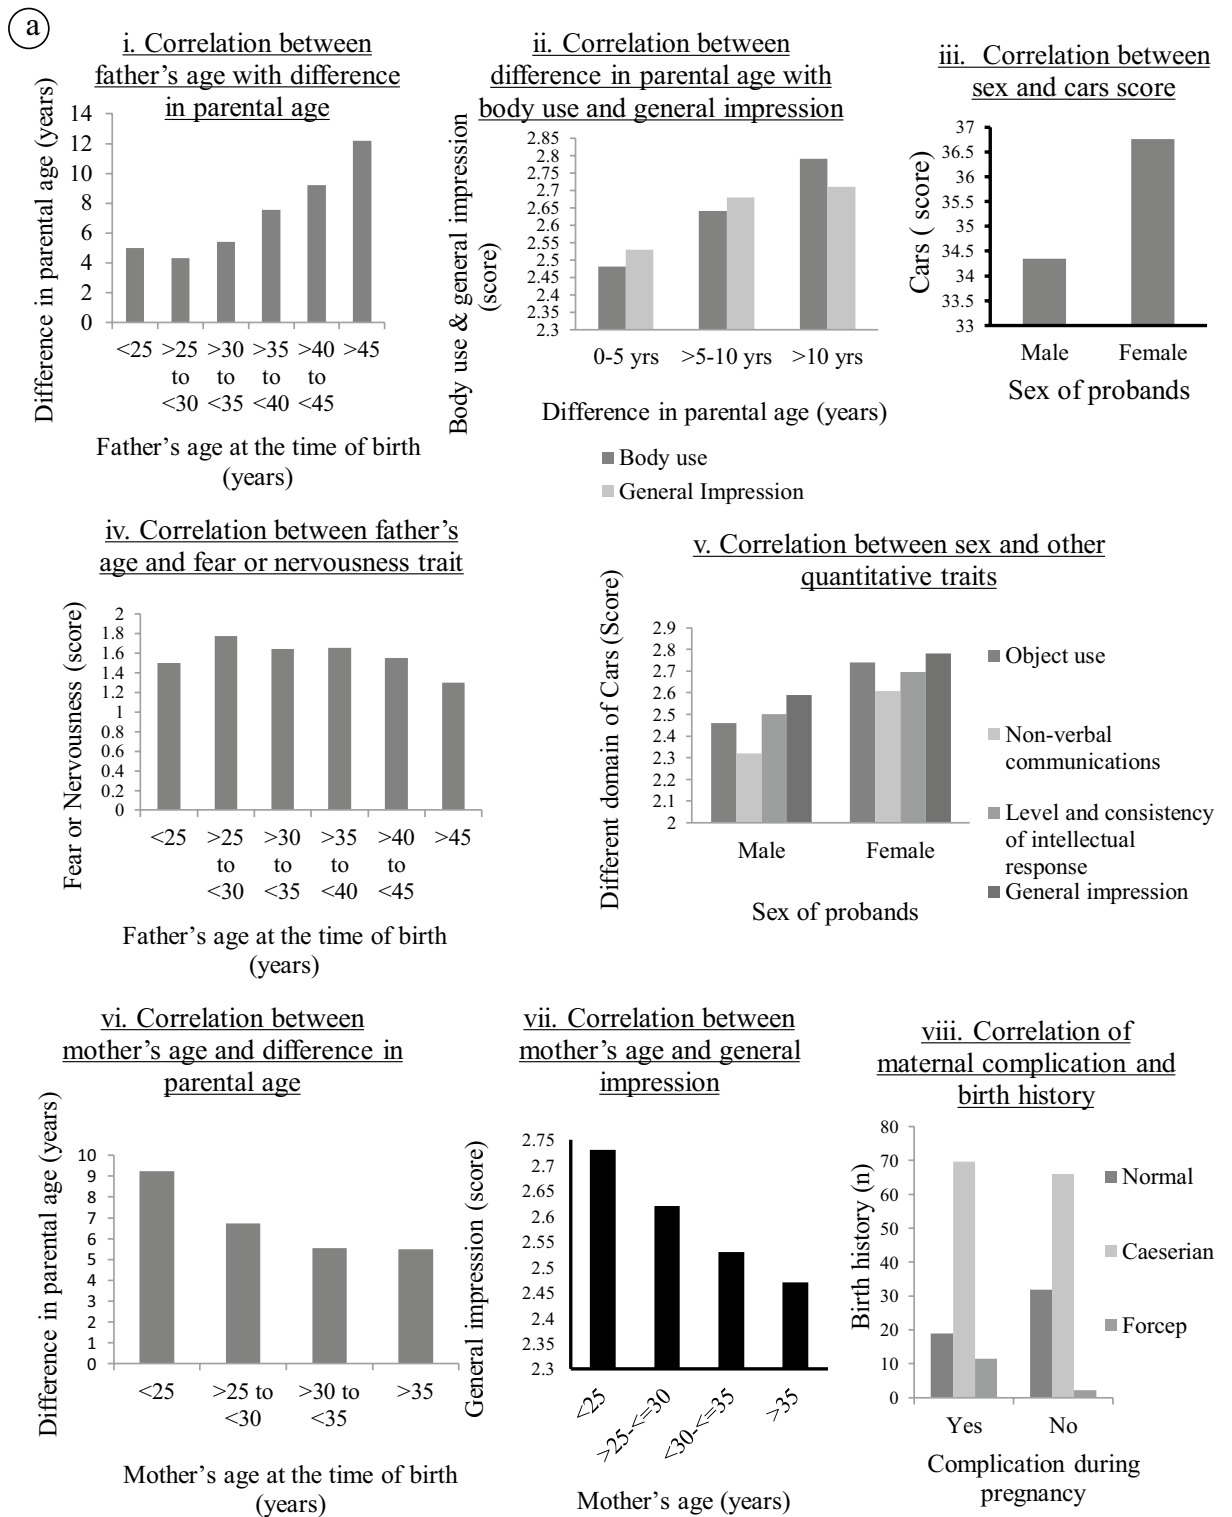 a
i. Correlation between
father's age with difference
in parental age
Difference in parental age (years)
14
12
10
8
6
4
2
0
<25 >25 >30 >35 >40 >45
to to to to
<30 <35 <40 <45
Father's age at the time of birth
(years)
ii. Correlation between
difference in parental age with
body use and general impression
Body use & general impression
(score)
2.85
2.8
2.75
2.7
2.65
2.6
2.55
2.5
2.45
2.4
2.35
2.3
0-5 yrs >5-10 yrs >10 yrs
Difference in parental age (years)
Body use
General Impression
iii. Correlation between
sex and cars score
Cars ( score)
37
36.5
36
35.5
35
34.5
34
33.5
33
Male Female
Sex of probands
iv. Correlation between father's
age and fear or nervousness trait
Fear or Nervousness (score)
2
1.8
1.6
1.4
1.2
1
0.8
0.6
0.4
0.2
0
<25 >25 >30 >35 >40 >45
to to to to
<30 <35 <40 <45
Father's age at the time of birth
(years)
v. Correlation between sex and other
quantitative traits
Different domain of Cars (Score)
2.9
2.8
2.7
2.6
2.5
2.4
2.3
2.2
2.1
2
Male Female
Sex of probands
Object use
Non-verbal
communications
Level and consistency
of intellectual
response
General impression
vi. Correlation between
mother's age and difference in
parental age
Difference in parental age (years)
10
9
8
7
6
5
4
3
2
1
0
<25 >25 to >30 to >35
<30 <35
Mother's age at the time of birth
(years)
vii. Correlation between
mother's age and general
impression
General impression (score)
2.75
2.7
2.65
2.6
2.55
2.5
2.45
2.4
2.35
2.3
<25 >25-<=30 <30-<=35 >35
Mother's age (years)
viii. Correlation of
maternal complication and
birth history
Birth history (n)
80
70
60
50
40
30
20
10
0
Yes No
Complication during
pregnancy
Normal
Caeserian
Forcep